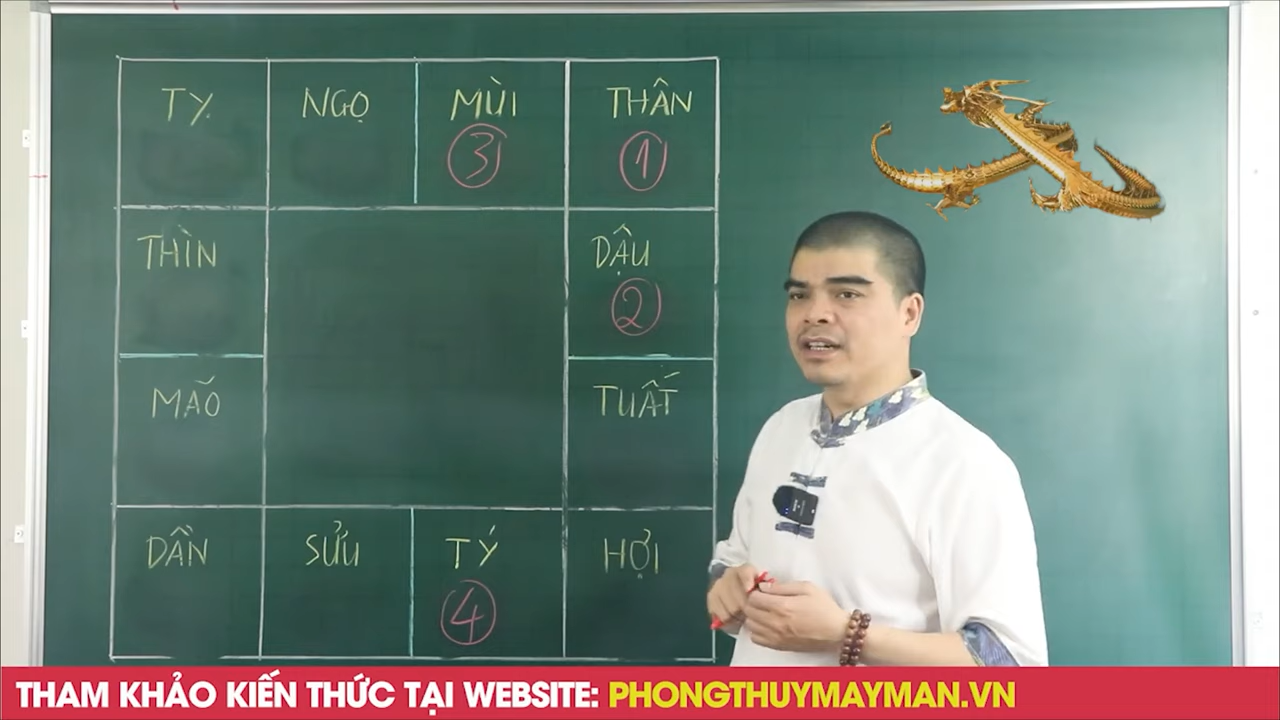 TỴ NGỌ MÙI THÂN
3 1
THÌN DẬU
2
MÃO TUẤT
DẦN SỬU TÝ HỢI
4
THAM KHẢO KIẾN THỨC TẠI WEBSITE: PHONGTHUYMAYMAN.VN